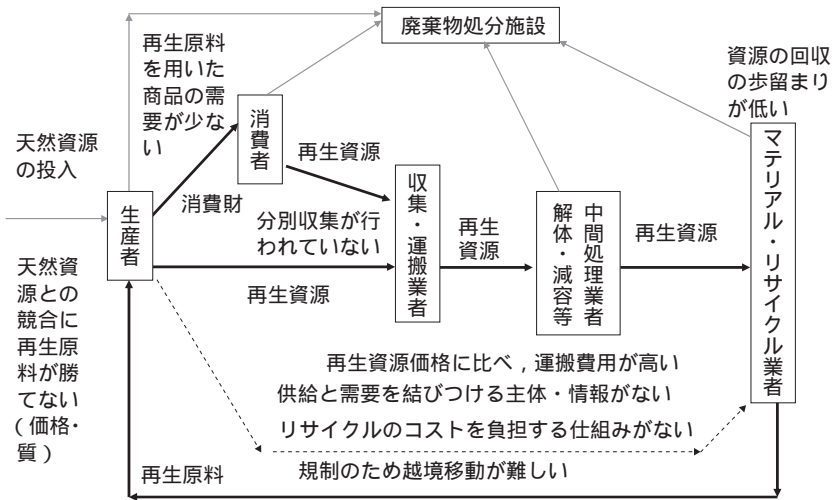 廃棄物処分施設
再生原料
を用いた
商品の需
要が少な
い
資源の回収
の歩留まり
が低い
天然資源
の投入
消費者
再生資源
消費財
生産者
分別収集が行
われていない
再生資源
収集・運搬業者
再生
資源
中間処理業者
解体・減容等
再生資源
マテリアル・リサイクル業者
天然資
源との
競合に
再生原
料が勝
てない
(価格・
質)
再生資源価格に比べ,運搬費用が高い
供給と需要を結びつける主体・情報がない
リサイクルのコストを負担する仕組みがない
規制のため越境移動が難しい
再生原料